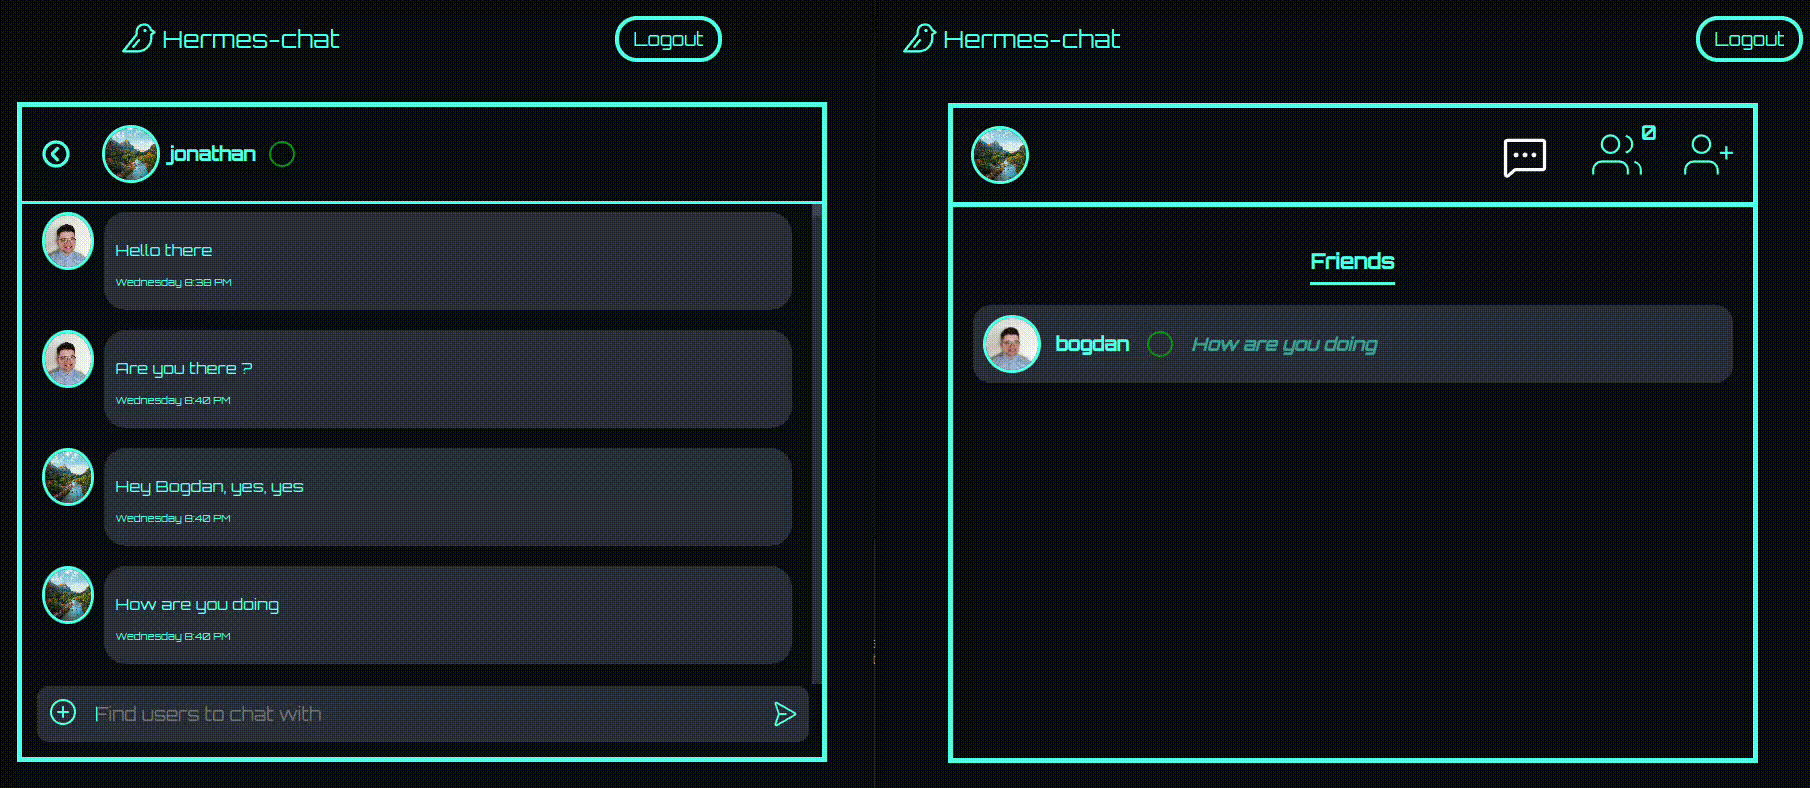 Hermes-chat
Logout
jonathan
Hello there
Wednesday 8:38 PM
Are you there ?
Wednesday 8:40 PM
Hey Bogdan, yes, yes
Wednesday 8:40 PM
How are you doing
Wednesday 8:40 PM
Find users to chat with
Hermes-chat
Logout
0
Friends
bogdan How are you doing